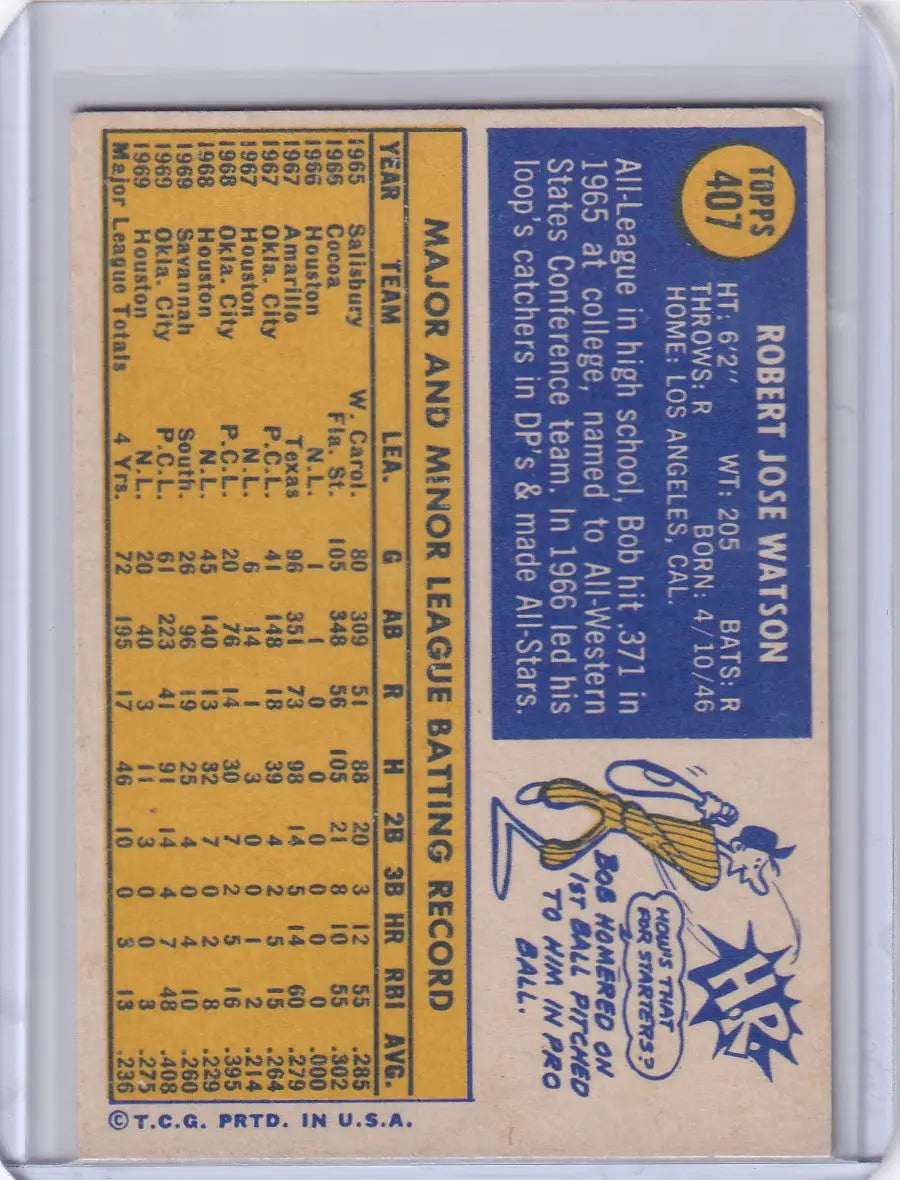 TOPPS
407
ROBERT JOSE WATSON
HT: 6'2" WT: 205 BATS: R
THROWS: R BORN: 4/10/46
HOME: LOS ANGELES, CAL.
All-League in high school, Bob hit .371 in
1965 at college, named to All-Western
States Conference team. In 1966 led his
loop's catchers in DP's & made All-Stars.
H.R.
HOW'S THAT
FOR STARTERS?
BOB HOMERED ON
1ST BALL PITCHED
TO HIM IN PRO
BALL.
MAJOR AND MINOR LEAGUE BATTING RECORD
YEAR TEAM LEA. G AB R H 2B 3B HR RBI AVG.
1965 Salisbury W. Carol. 80 309 51 88 20 3 12 55 .285
1966 Cocoa Fla. St. 105 348 56 105 21 8 10 55 .302
1966 Houston N.L. 1 1 0 0 0 0 0 0 .000
1967 Amarillo Texas 96 351 73 98 14 5 14 60 .279
1967 Okla. City P.C.L. 41 148 18 39 4 2 5 15 .264
1967 Houston N.L. 6 14 1 3 0 0 1 2 .214
1968 Okla. City P.C.L. 20 76 14 30 7 2 5 16 .395
1968 Houston N.L. 45 140 13 32 7 0 2 8 .229
1969 Savannah South. 26 96 19 25 4 0 4 10 .260
1969 Okla. City P.C.L. 61 223 41 91 14 4 7 48 .408
1969 Houston N.L. 20 40 3 11 3 0 0 3 .275
Major League Totals 4 Yrs. 72 195 17 46 10 0 3 13 .236
© T.C.G. PRTD. IN U.S.A.